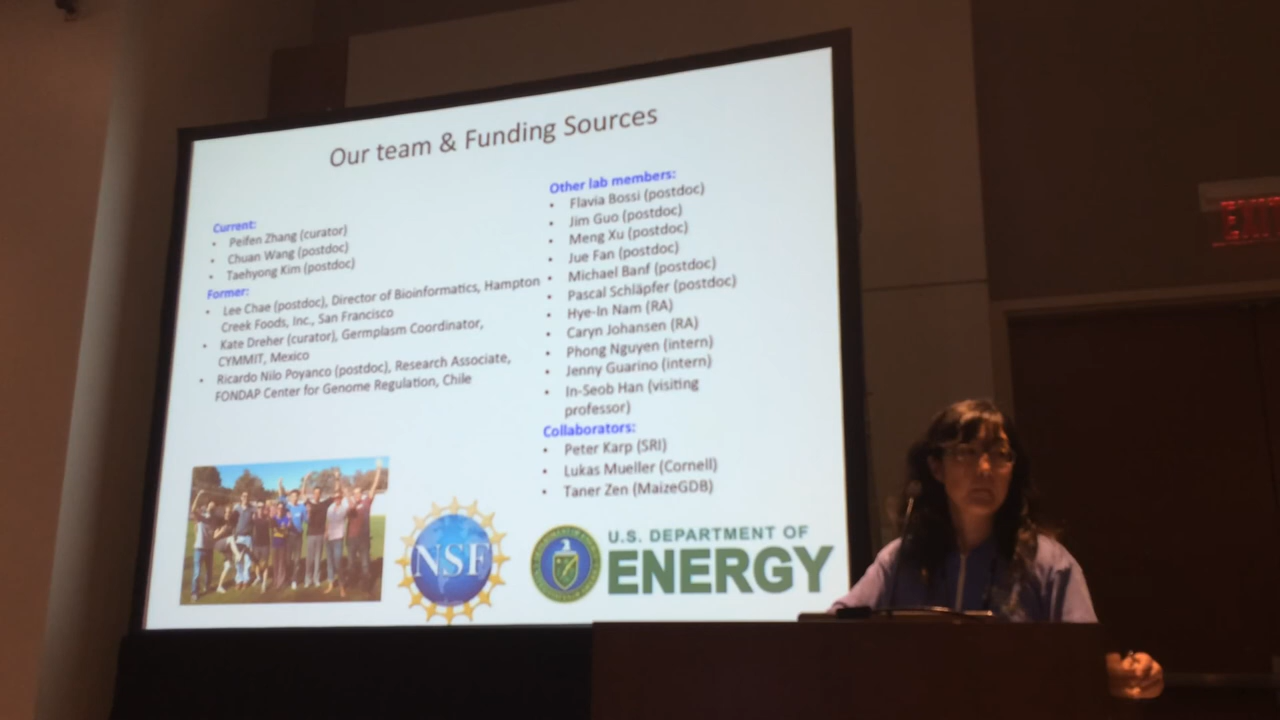 Our team & Funding Sources
Current:
• Peifen Zhang (curator)
• Chuan Wang (postdoc)
• Taehyong Kim (postdoc)
Former:
• Lee Chae (postdoc), Director of Bioinformatics, Hampton
Creek Foods, Inc., San Francisco
• Kate Dreher (curator), Germplasm Coordinator,
CYMMIT, Mexico
• Ricardo Nilo Poyanco (postdoc), Research Associate,
FONDAP Center for Genome Regulation, Chile
Other lab members:
• Flavia Bossi (postdoc)
• Jim Guo (postdoc)
• Meng Xu (postdoc)
• Jue Fan (postdoc)
• Michael Banf (postdoc)
• Pascal Schläpfer (postdoc)
• Hye-In Nam (RA)
• Caryn Johansen (RA)
• Phong Nguyen (intern)
• Jenny Guarino (intern)
• In-Seob Han (visiting
professor)
Collaborators:
• Peter Karp (SRI)
• Lukas Mueller (Cornell)
• Taner Zen (MaizeGDB)
NSF
U.S. DEPARTMENT OF
ENERGY
EXIT